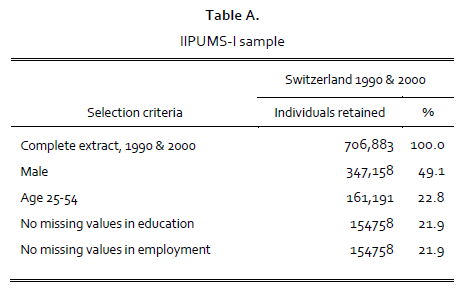 Table A.
IIPUMS-I sample
Switzerland 1990 & 2000
Selection criteria Individuals retained %
Complete extract, 1990 & 2000 706,883 100.0
Male 347,158 49.1
Age 25-54 161,191 22.8
No missing values in education 154758 21.9
No missing values in employment 154758 21.9